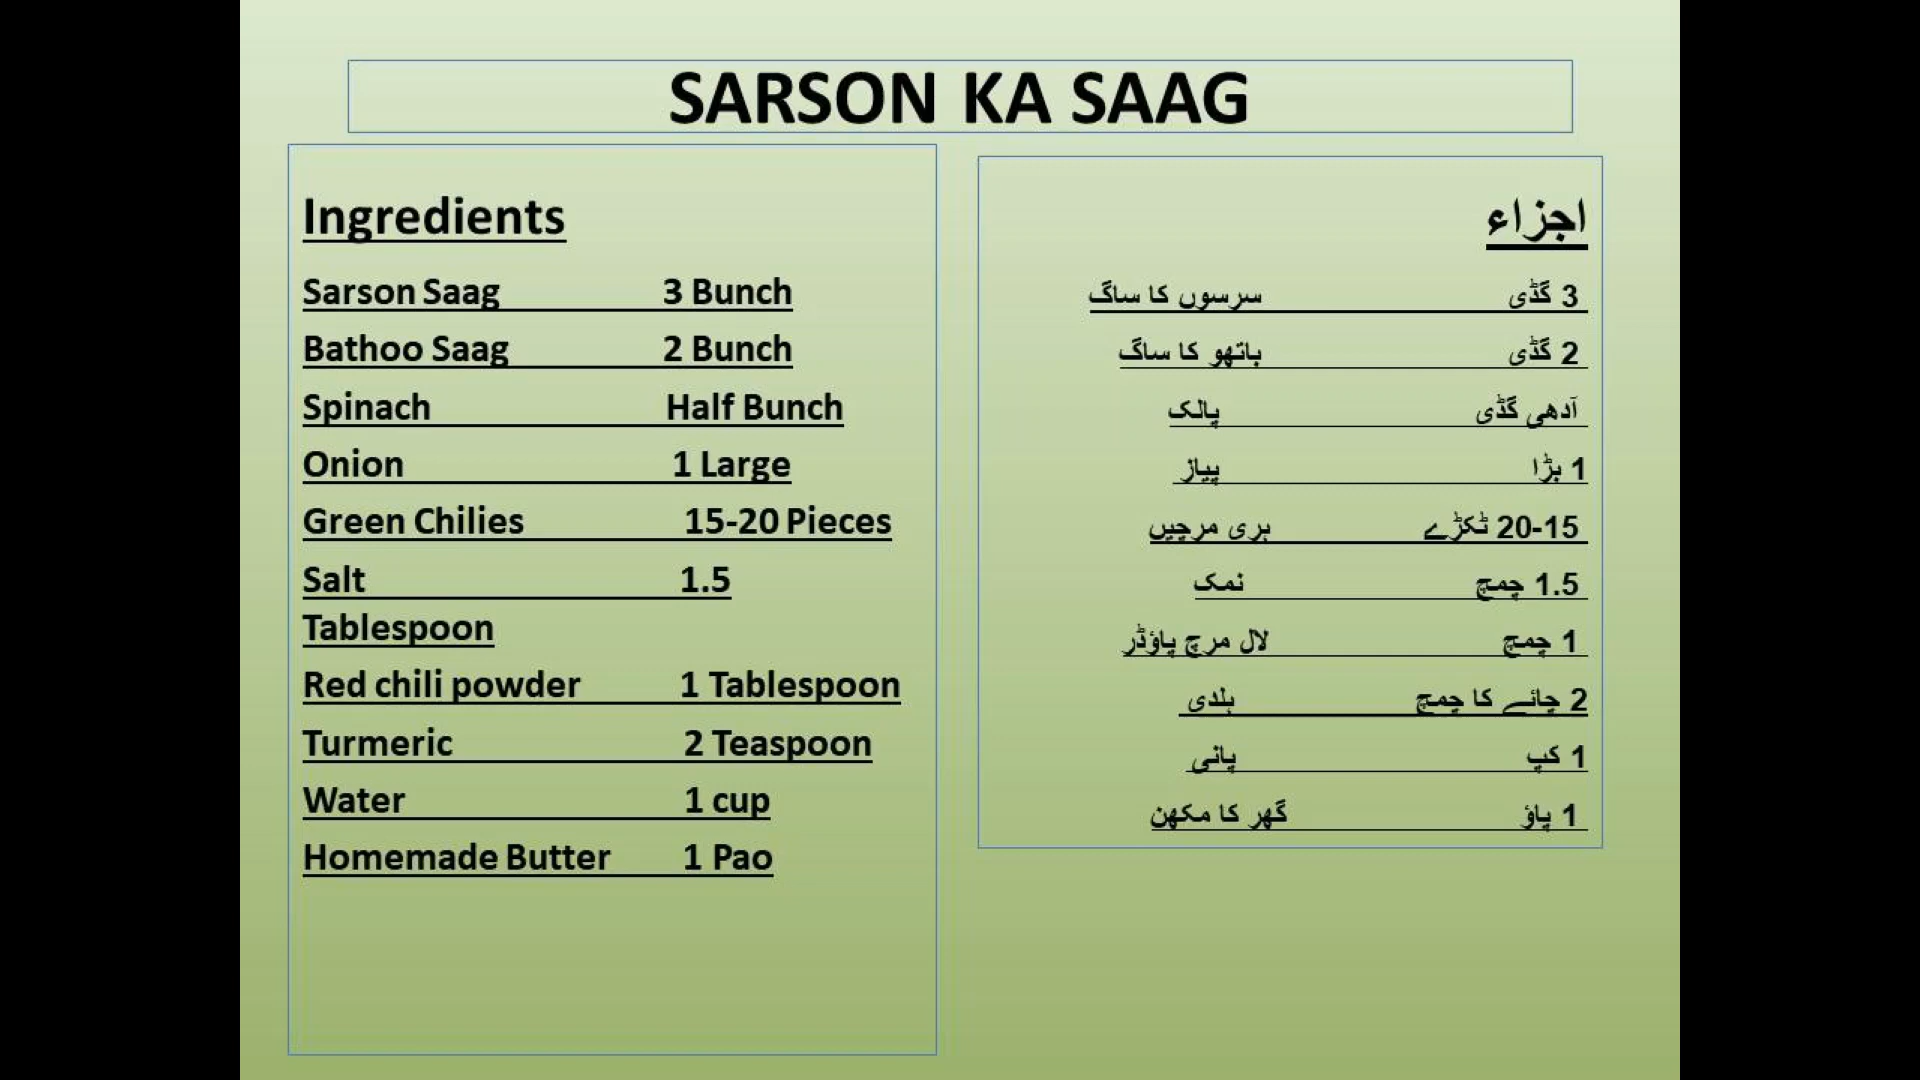 SARSON KA SAAG
Ingredients
Sarson Saag 3 Bunch
Bathoo Saag 2 Bunch
Spinach Half Bunch
Onion 1 Large
Green Chilies 15-20 Pieces
Salt 1.5
Tablespoon
Red chili powder 1 Tablespoon
Turmeric 2 Teaspoon
Water 1 cup
Homemade Butter 1 Pao
اجزاء
3 گڈی سرسوں کا ساگ
2 گڈی باتھو کا ساگ
آدھی گڈی پالک
1 بڑا پیاز
15-20 ٹکڑے ہری مرچیں
1.5 چمچ نمک
1 چمچ لال مرچ پاؤڈر
2 چائے کا چمچ ہلدی
1 کپ پانی
1 پاؤ گھر کا مکھن